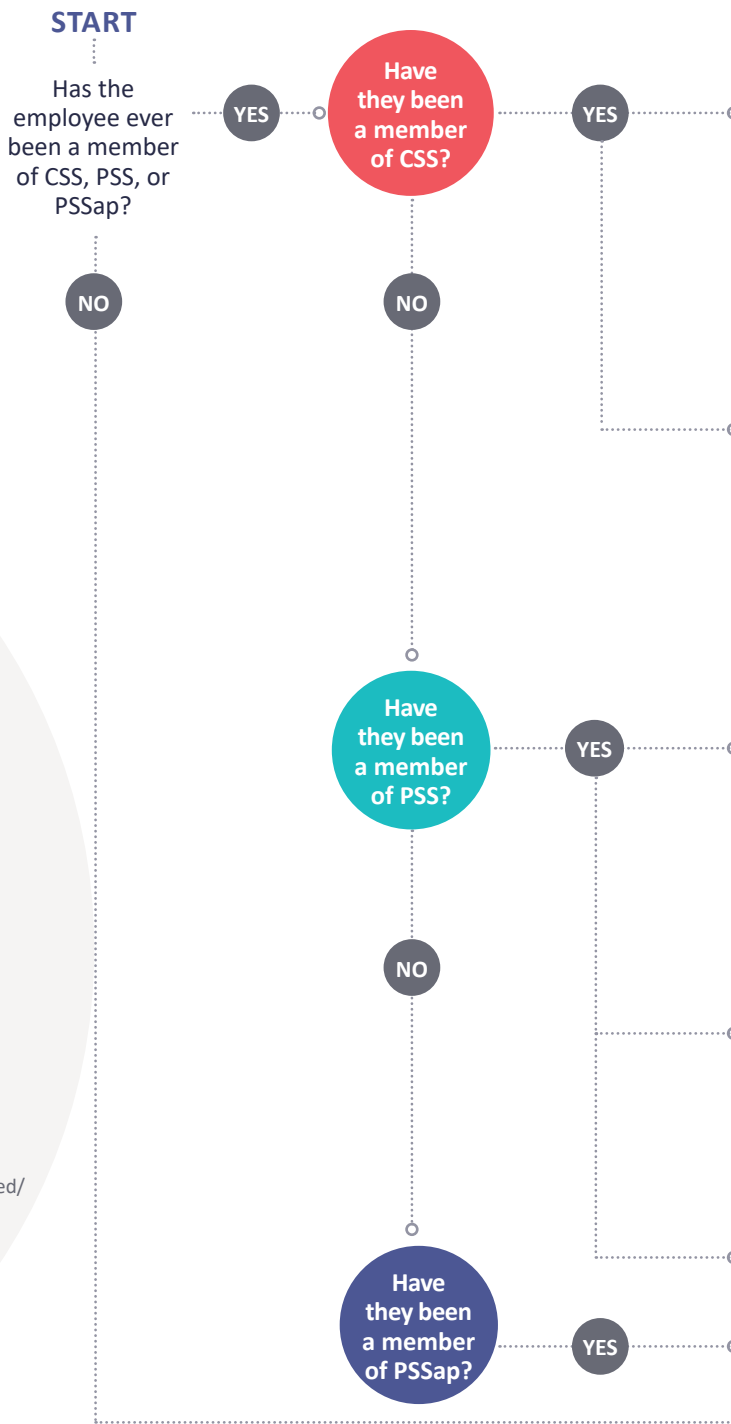 START
Has the
employee ever
been a member
of CSS, PSS, or
PSSap?
YES
Have
they been
a member
of CSS?
YES
NO
NO
Have
they been
a member
of PSS?
YES
NO
ed/
Have
they been
a member
of PSSap?
YES